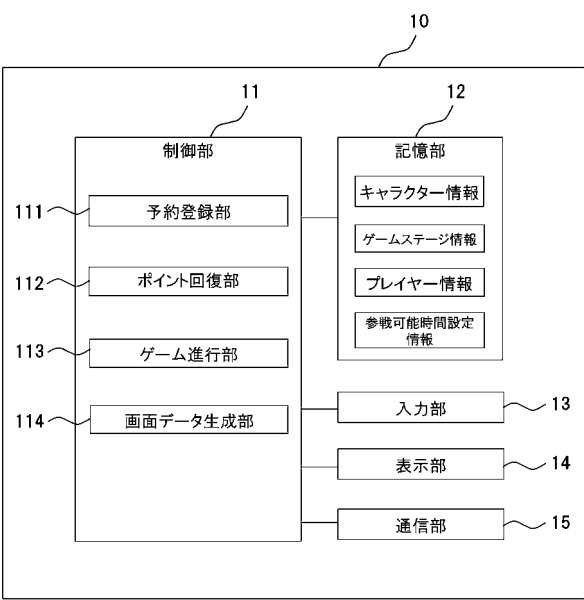 10
11
制御部
111
予約登録部
112
ポイント回復部
113
ゲーム進行部
114
画面データ生成部
12
記憶部
キャラクター情報
ゲームステージ情報
プレイヤー情報
参戦可能時間設定
情報
入力部
13
表示部
14
通信部
15